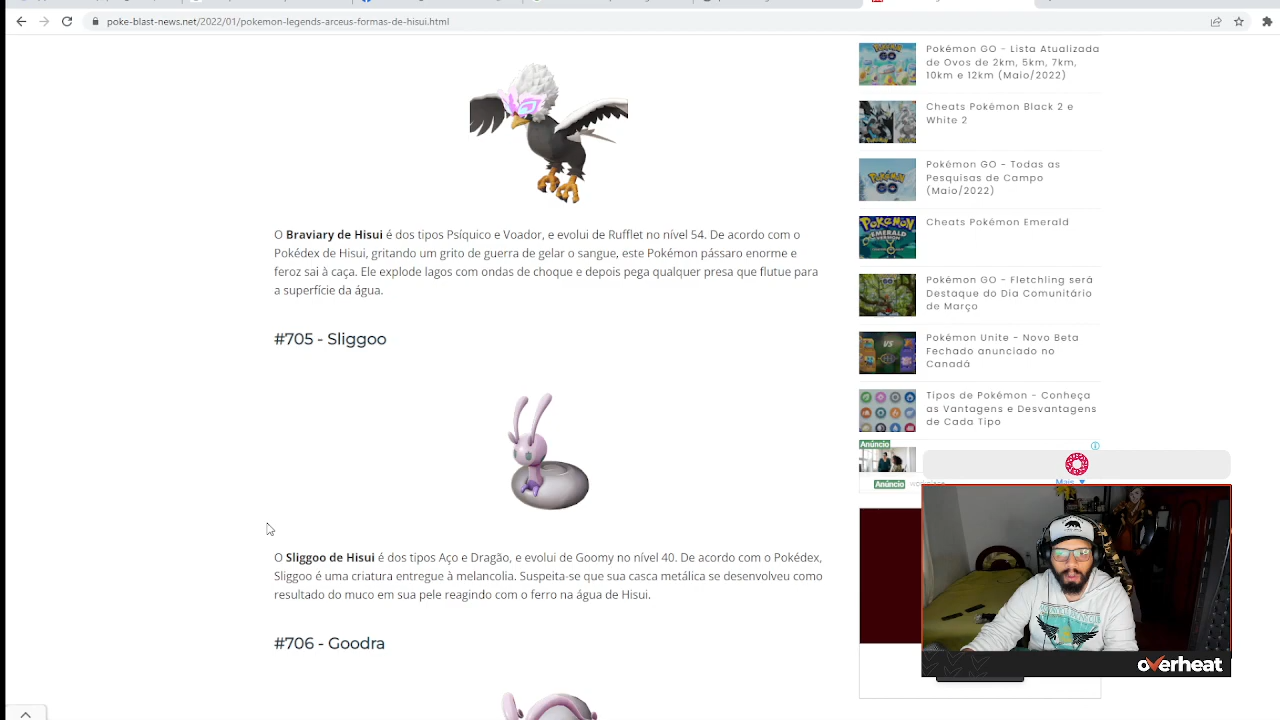 poke-blast-news.net/2022/01/pokemon-legends-arceus-formas-de-hisui.html
O Braviary de Hisui é dos tipos Psíquico e Voador, e evolui de Rufflet no nível 54. De acordo com o
Pokédex de Hisui, gritando um grito de guerra de gelar o sangue, este Pokémon pássaro enorme e
feroz sai à caça. Ele explode lagos com ondas de choque e depois pega qualquer presa que flutue para
a superfície da água.
#705 - Sliggoo
O Sliggoo de Hisui é dos tipos Aço e Dragão, e evolui de Goomy no nível 40. De acordo com o Pokédex,
Sliggoo é uma criatura entregue à melancolia. Suspeita-se que sua casca metálica se desenvolveu como
resultado do muco em sua pele reagindo com o ferro na água de Hisui.
#706 - Goodra
Pokémon GO - Lista Atualizada
de Ovos de 2km, 5km, 7km,
10km e 12km (Maio/2022)
Cheats Pokémon Black 2 e
White 2
Pokémon GO - Todas as
Pesquisas de Campo
(Maio/2022)
Cheats Pokémon Emerald
Pokémon GO - Fletchling será
Destaque do Dia Comunitário
de Março
Pokémon Unite - Novo Beta
Fechado anunciado no
Canadá
Tipos de Pokémon - Conheça
as Vantagens e Desvantagens
de Cada Tipo
Anúncio
Anúncio
Mais
overheat